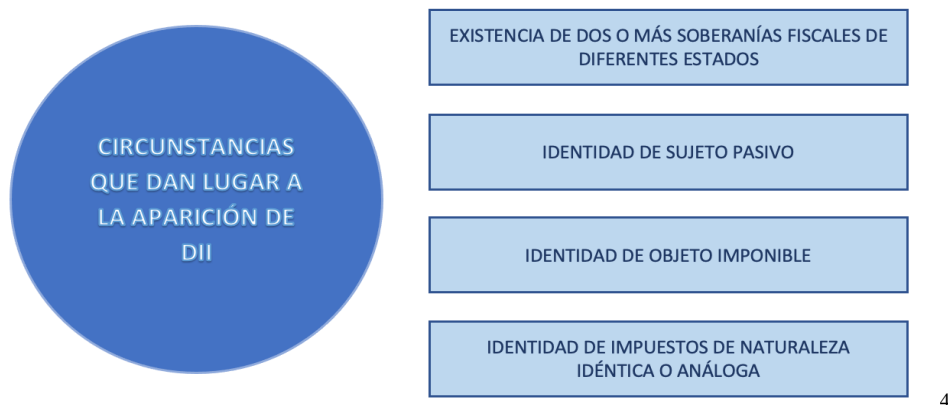 CIRCUNSTANCIAS
QUE DAN LUGAR A
LA APARICIÓN DE
DII
EXISTENCIA DE DOS O MÁS SOBERANÍAS FISCALES DE
DIFERENTES ESTADOS
IDENTIDAD DE SUJETO PASIVO
IDENTIDAD DE OBJETO IMPONIBLE
IDENTIDAD DE IMPUESTOS DE NATURALEZA
IDÉNTICA O ANÁLOGA
4